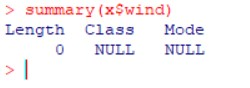 > summary(x$wind)
Length  Class   Mode
     0   NULL   NULL
>